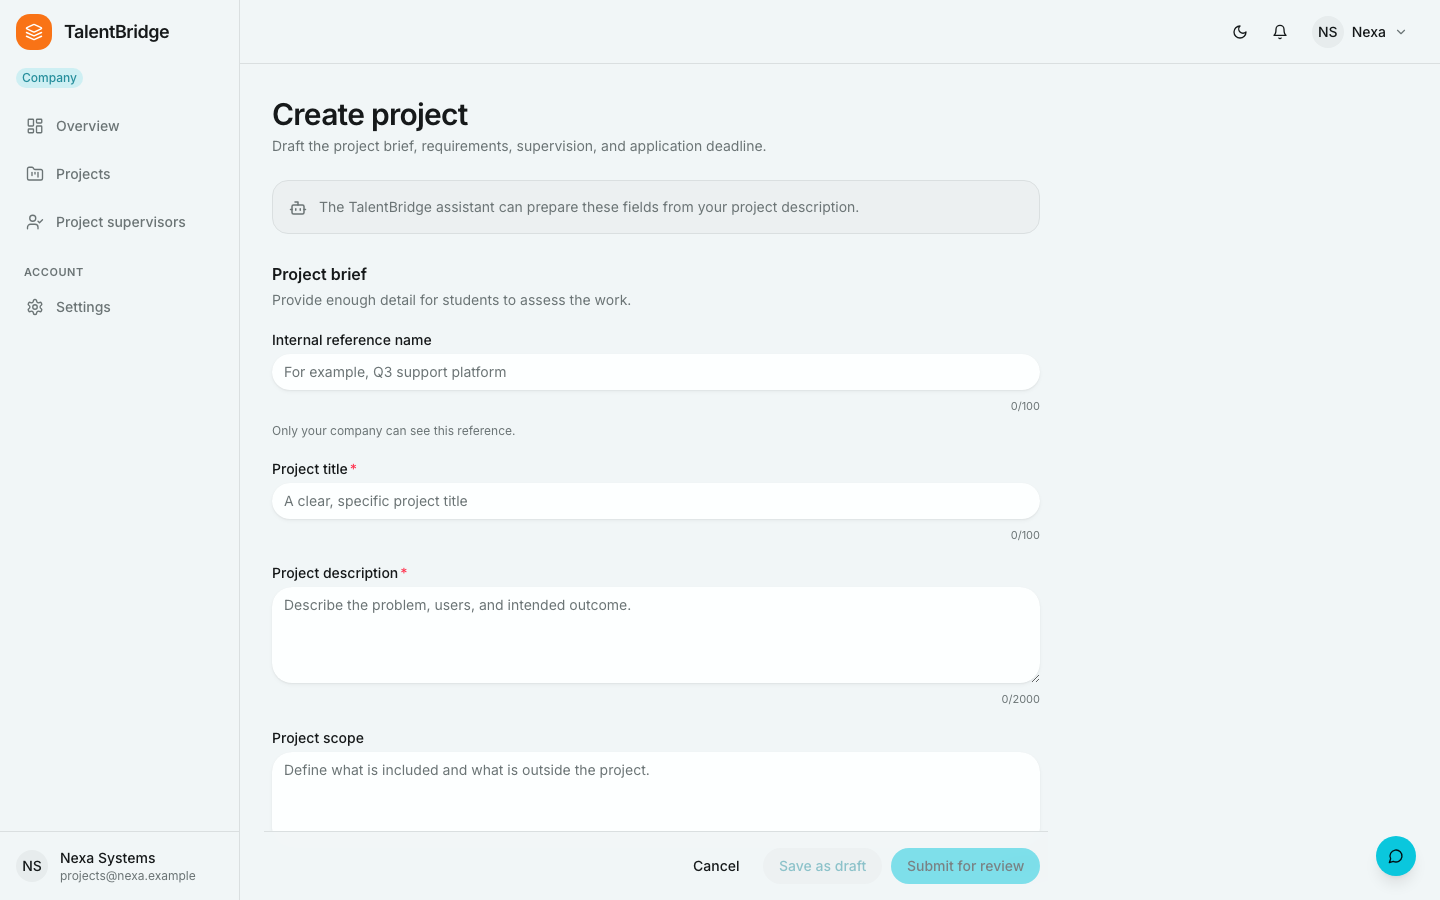 TalentBridge
Company
Overview
Projects
Project supervisors
ACCOUNT
Settings
NS
Nexa Systems
projects@nexa.example
NS
Nexa
Create project
Draft the project brief, requirements, supervision, and application deadline.
The TalentBridge assistant can prepare these fields from your project description.
Project brief
Provide enough detail for students to assess the work.
Internal reference name
For example, Q3 support platform
0/100
Only your company can see this reference.
Project title *
A clear, specific project title
0/100
Project description *
Describe the problem, users, and intended outcome.
0/2000
Project scope
Define what is included and what is outside the project.
Cancel
Save as draft
Submit for review